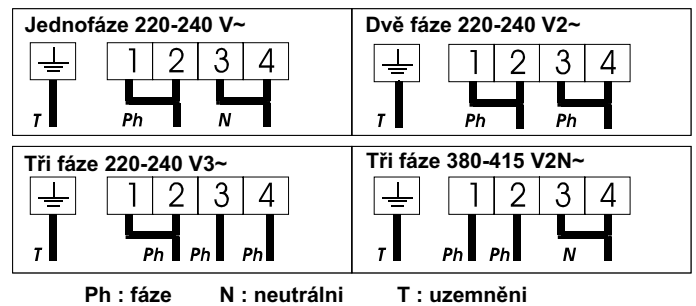 Jednofáze 220-240 V~
1 2 3 4
T Ph N
Dvě fáze 220-240 V2~
1 2 3 4
T Ph Ph
Tři fáze 220-240 V3~
1 2 3 4
T Ph Ph Ph
Tři fáze 380-415 V2N~
1 2 3 4
T Ph Ph N
Ph : fáze N : neutrálni T : uzemněni